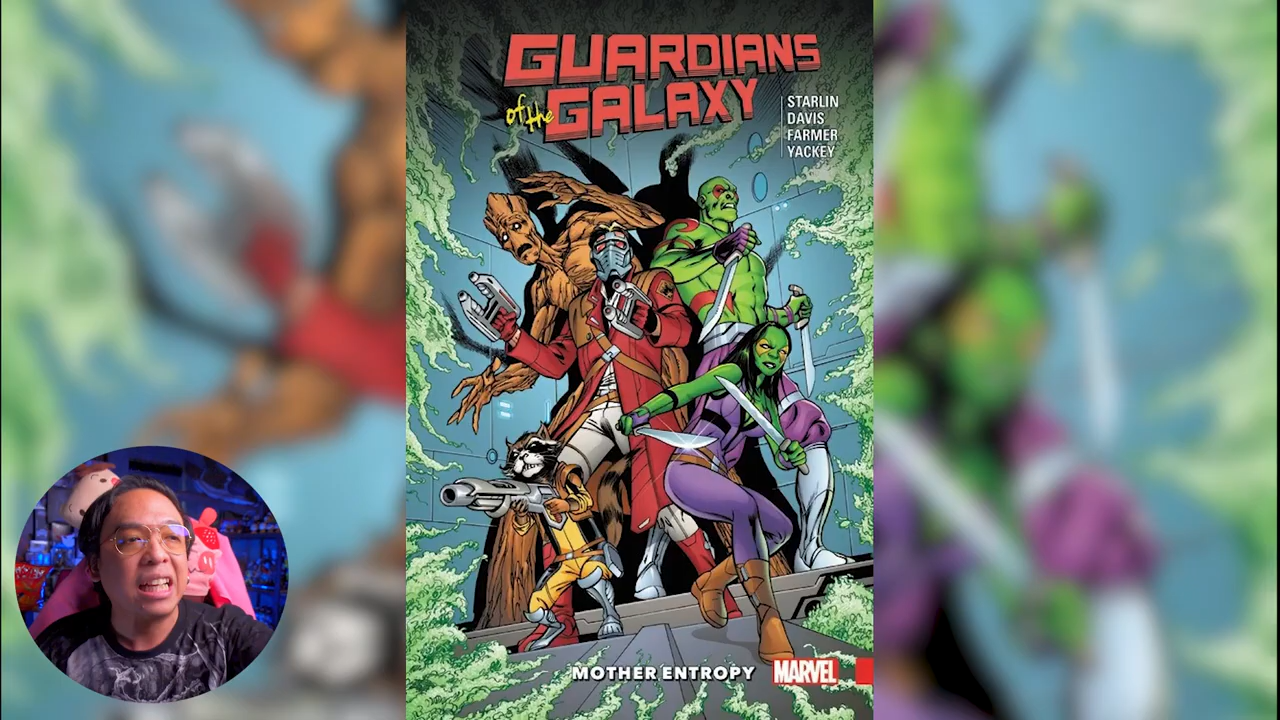 GUARDIANS
of the
GALAXY
STARLIN
DAVIS
FARMER
YACKEY
MOTHER ENTROPY
MARVEL